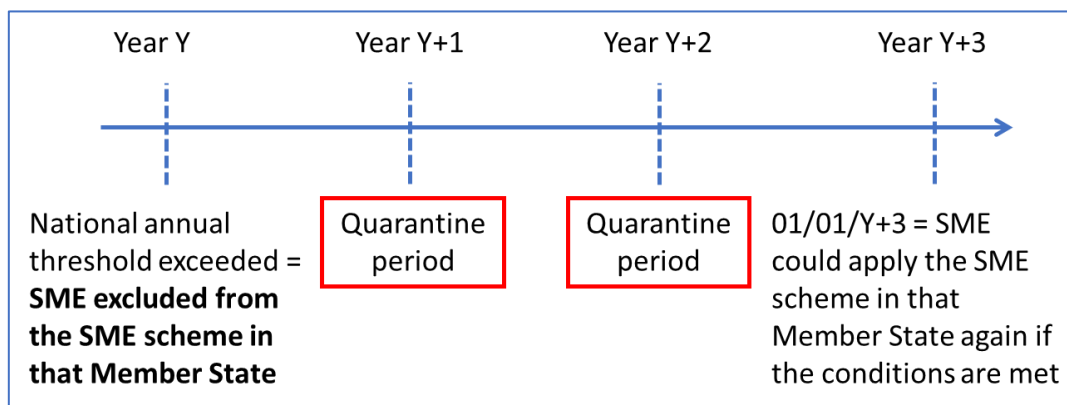 Year Y
Year Y+1
Year Y+2
Year Y+3
National annual
threshold exceeded =
SME excluded from
the SME scheme in
that Member State
Quarantine
period
Quarantine
period
01/01/Y+3 = SME
could apply the SME
scheme in that
Member State again if
the conditions are met